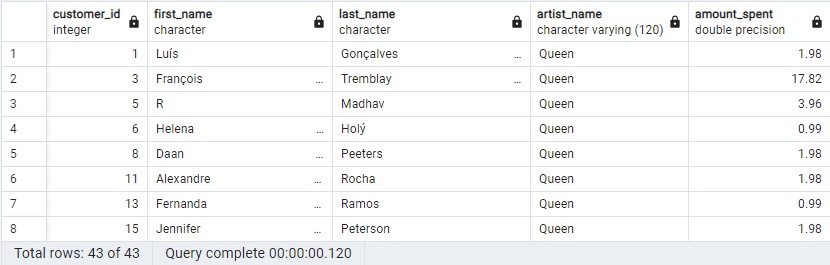 customer_id first_name last_name artist_name amount_spent
integer character character character varying (120) double precision
1 1 Luís Gonçalves ... Queen 1.98
2 3 François ... Tremblay ... Queen 17.82
3 5 R Madhav Queen 3.96
4 6 Helena ... Holý Queen 0.99
5 8 Daan ... Peeters Queen 1.98
6 11 Alexandre ... Rocha Queen 1.98
7 13 Fernanda ... Ramos Queen 0.99
8 15 Jennifer ... Peterson Queen 1.98
Total rows: 43 of 43 Query complete 00:00:00.120